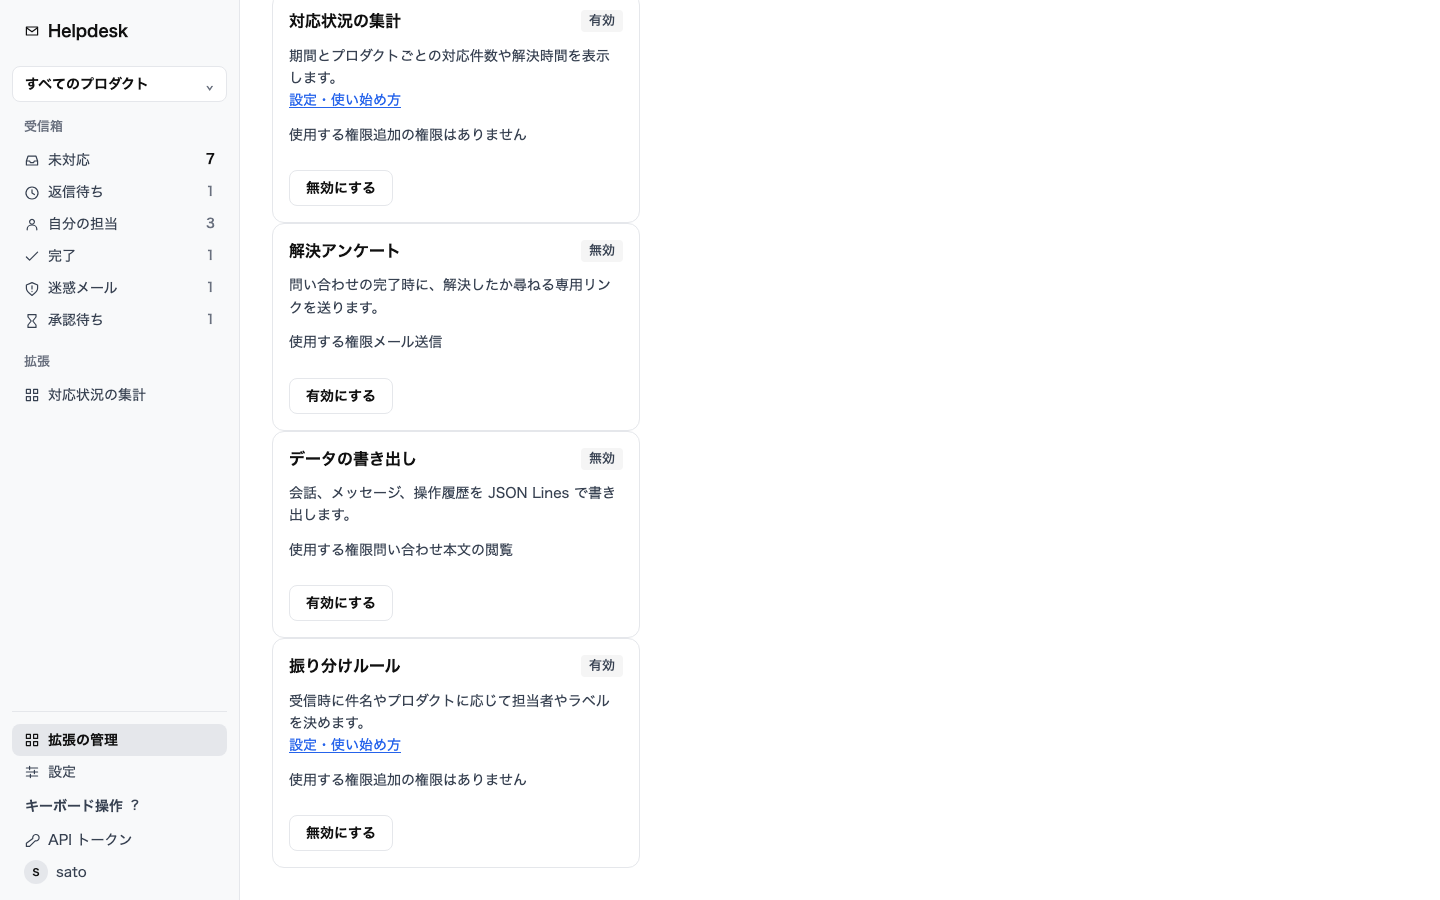 Helpdesk
すべてのプロダクト
受信箱
未対応 7
返信待ち 1
自分の担当 3
完了 1
迷惑メール 1
承認待ち 1
拡張
対応状況の集計
拡張の管理
設定
キーボード操作 ?
API トークン
S sato
対応状況の集計 有効
期間とプロダクトごとの対応件数や解決時間を表示
します。
設定・使い始め方
使用する権限追加の権限はありません
無効にする
解決アンケート 無効
問い合わせの完了時に、解決したか尋ねる専用リン
クを送ります。
使用する権限メール送信
有効にする
データの書き出し 無効
会話、メッセージ、操作履歴を JSON Lines で書き
出します。
使用する権限問い合わせ本文の閲覧
有効にする
振り分けルール 有効
受信時に件名やプロダクトに応じて担当者やラベル
を決めます。
設定・使い始め方
使用する権限追加の権限はありません
無効にする